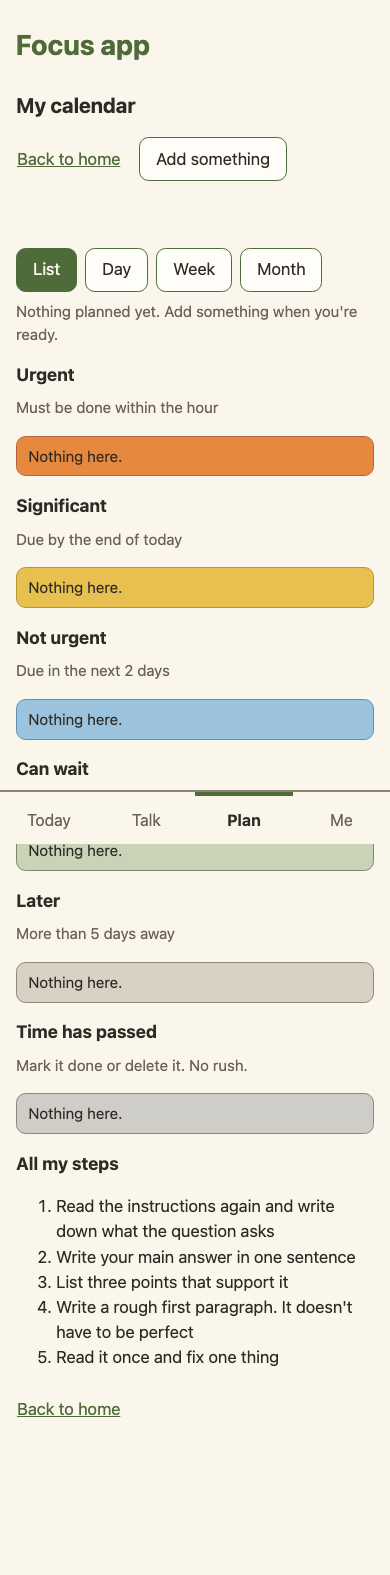 Focus app
My calendar
Back to home
Add something
List
Day
Week
Month
Nothing planned yet. Add something when you're
ready.
Urgent
Must be done within the hour
Nothing here.
Significant
Due by the end of today
Nothing here.
Not urgent
Due in the next 2 days
Nothing here.
Can wait
Today
Talk
Plan
Me
Nothing here.
Later
More than 5 days away
Nothing here.
Time has passed
Mark it done or delete it. No rush.
Nothing here.
All my steps
1. Read the instructions again and write
down what the question asks
2. Write your main answer in one sentence
3. List three points that support it
4. Write a rough first paragraph. It doesn't
have to be perfect
5. Read it once and fix one thing
Back to home